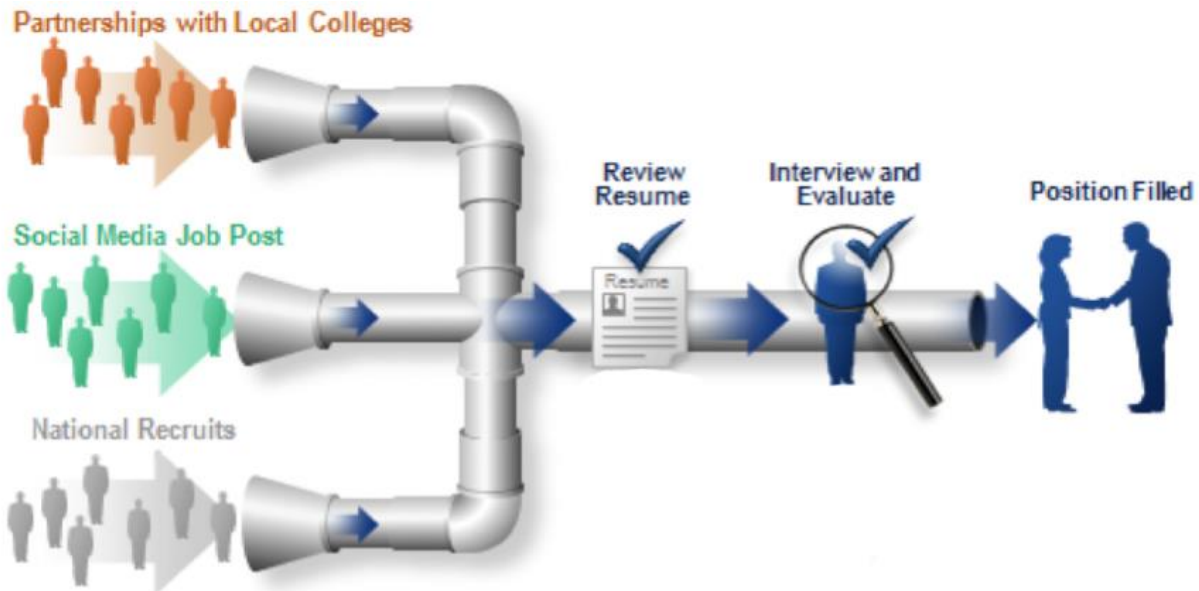 Partnerships with Local Colleges
Social Media Job Post
National Recruits
Review
Resume
Resume
Interview and
Evaluate
Position Filled